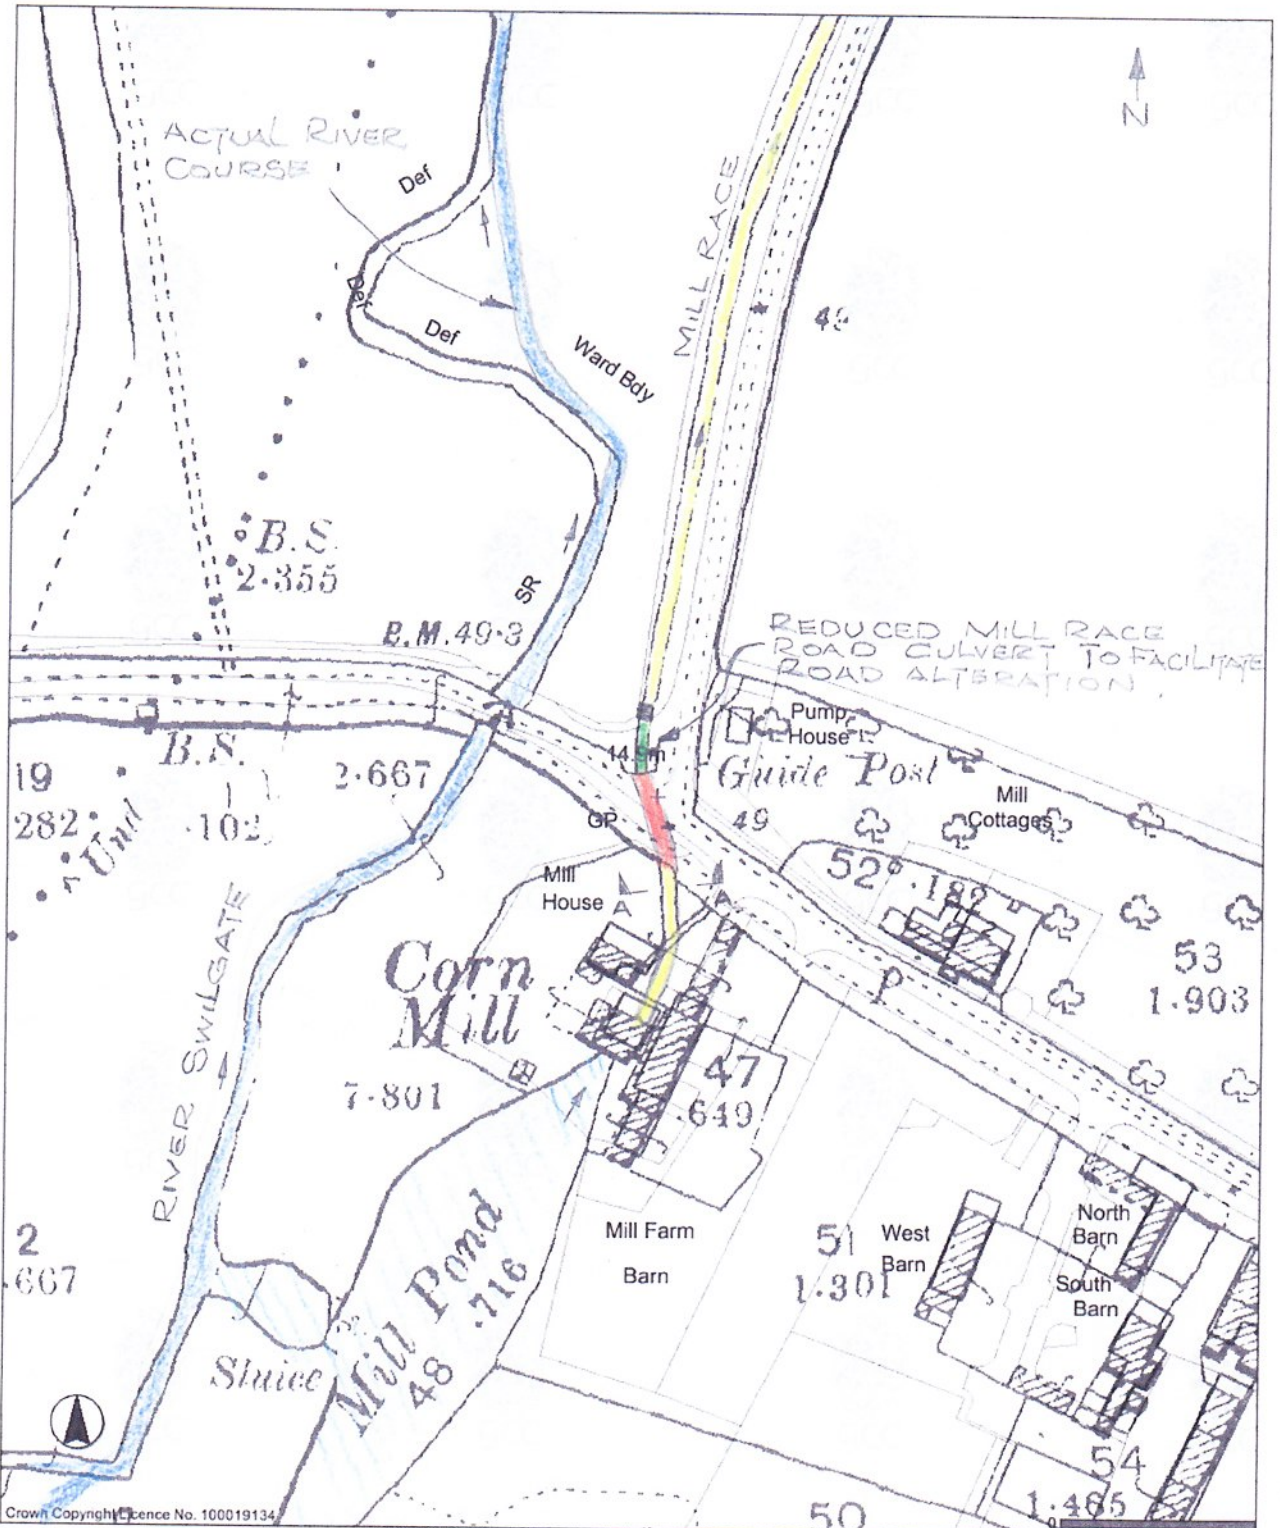 N
ACTUAL RIVER
COURSE
Def
Def
Def
MILL RACE
Ward Bdy
B.S.
2·355
SR
B.M. 49·3
REDUCED MILL RACE
ROAD CULVERT TO FACILITATE
ROAD ALTERATION.
Pump
House
B.S.
2·667
Guide Post
19
282
Und
GP
49
Mill
Cottages
Mill
House
A
A
52
·182
53
1·903
Corn
Mill
P
RIVER SWILGATE
7·801
47
·649
Mill Farm
Barn
51
1·301
West
Barn
North
Barn
South
Barn
2
·667
Mill Pond
·716
48
Sluice
54
1·465
50
Crown Copyright Licence No. 100019134